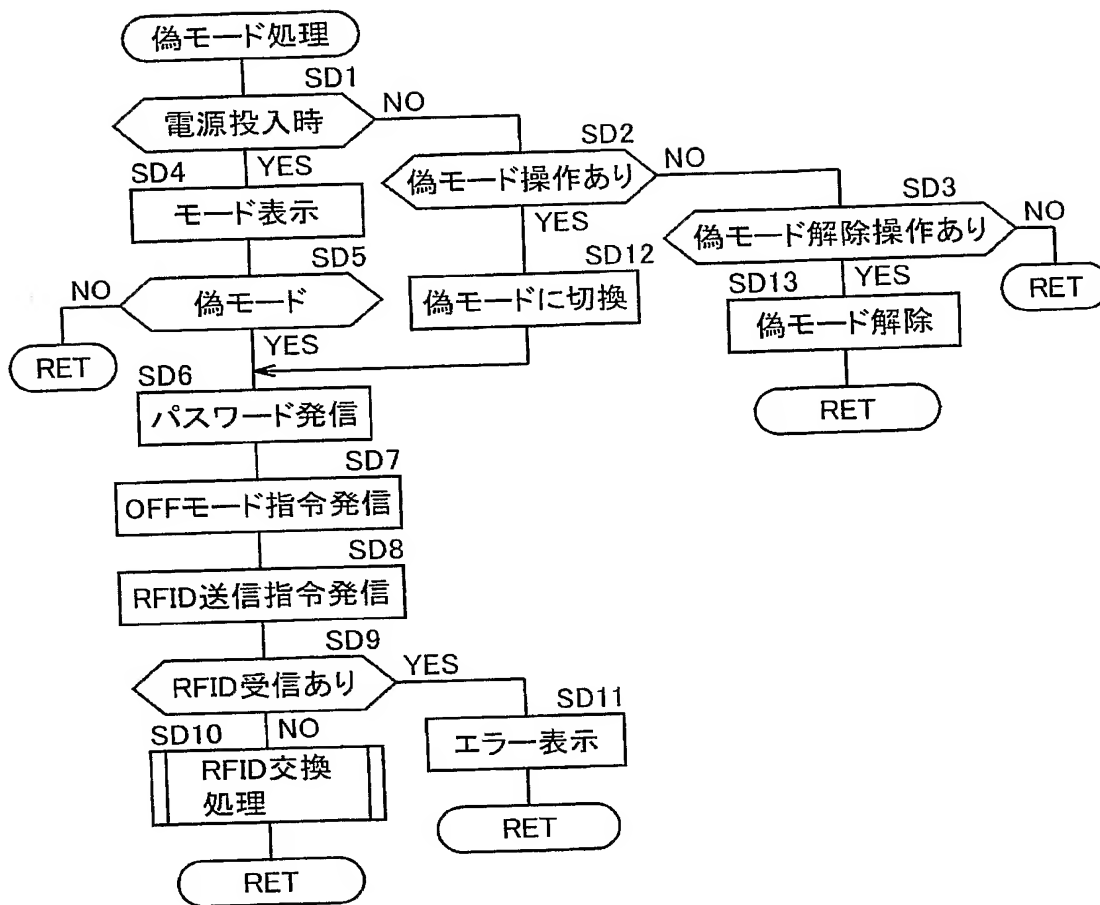 偽モード処理
SD1
電源投入時
NO
SD2
偽モード操作あり
NO
SD3
偽モード解除操作あり
NO
RET
SD4
YES
モード表示
YES
SD12
偽モードに切換
SD13
YES
偽モード解除
RET
SD5
NO
偽モード
RET
YES
SD6
パスワード発信
SD7
OFFモード指令発信
SD8
RFID送信指令発信
SD9
RFID受信あり
YES
SD11
エラー表示
RET
SD10
NO
RFID交換
処理
RET